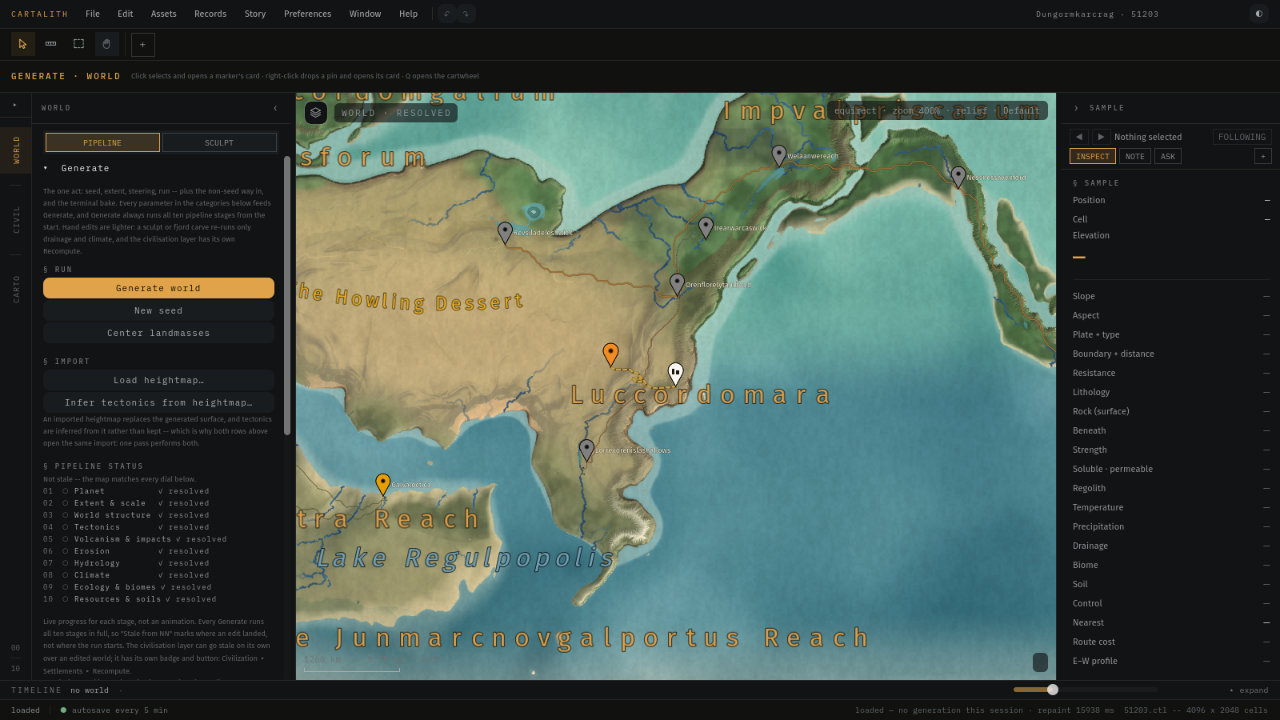 CARTALITH File Edit Assets Records Story Preferences Window Help Dungormkarcrag · 51203
GENERATE · WORLD Click selects and opens a marker's card · right-click drops a pin and opens its card · Q opens the cartwheel
WORLD
PIPELINE SCULPT
Generate
The one act: seed, extent, steering, run — plus the non-seed way in,
and the terminal bake. Every parameter in the categories below feeds
Generate, and Generate always runs all ten pipeline stages from the
start. Hand edits are lighter: a sculpt or fjord carve re-runs only
drainage and climate, and the civilisation layer has its own
Recompute.
§ RUN
Generate world
New seed
Center landmasses
§ IMPORT
Load heightmap…
Infer tectonics from heightmap…
An imported heightmap replaces the generated surface, and tectonics
are inferred from it rather than kept — which is why both rows above
open the same import: one pass performs both.
§ PIPELINE STATUS
Not stale — the map matches every dial below.
01 Planet √ resolved
02 Extent & scale √ resolved
03 World structure √ resolved
04 Tectonics √ resolved
05 Volcanism & impacts √ resolved
06 Erosion √ resolved
07 Hydrology √ resolved
08 Climate √ resolved
09 Ecology & biomes √ resolved
10 Resources & soils √ resolved
Live progress for each stage, not an animation. Every Generate runs
all ten stages in full, so "Stale from NN" marks where an edit landed,
not where the run starts. The civilisation layer can go stale on its own
over an edited world; it has its own badge and button: Civilization ▸
Settlements ▸ Recompute.
WORLD
CIVIL
CARTO
00
10
WORLD · RESOLVED
equirect · zoom 400% · relief · Default
sforum
The Howling Dessert
Luccordomara
tra Reach
Lake Regulpopolis
e Junmarcnovgalportus Reach
SAMPLE
Nothing selected FOLLOWING
INSPECT NOTE ASK +
§ SAMPLE
Position —
Cell —
Elevation
—
Slope —
Aspect —
Plate + type —
Boundary + distance —
Resistance —
Lithology —
Rock (surface) —
Beneath —
Strength —
Soluble · permeable —
Regolith —
Temperature —
Precipitation —
Drainage —
Biome —
Soil —
Control —
Nearest —
Route cost —
E–W profile —
TIMELINE no world · expand
loaded autosave every 5 min loaded — no generation this session · repaint 15938 ms 51203.ctl -- 4096 x 2048 cells